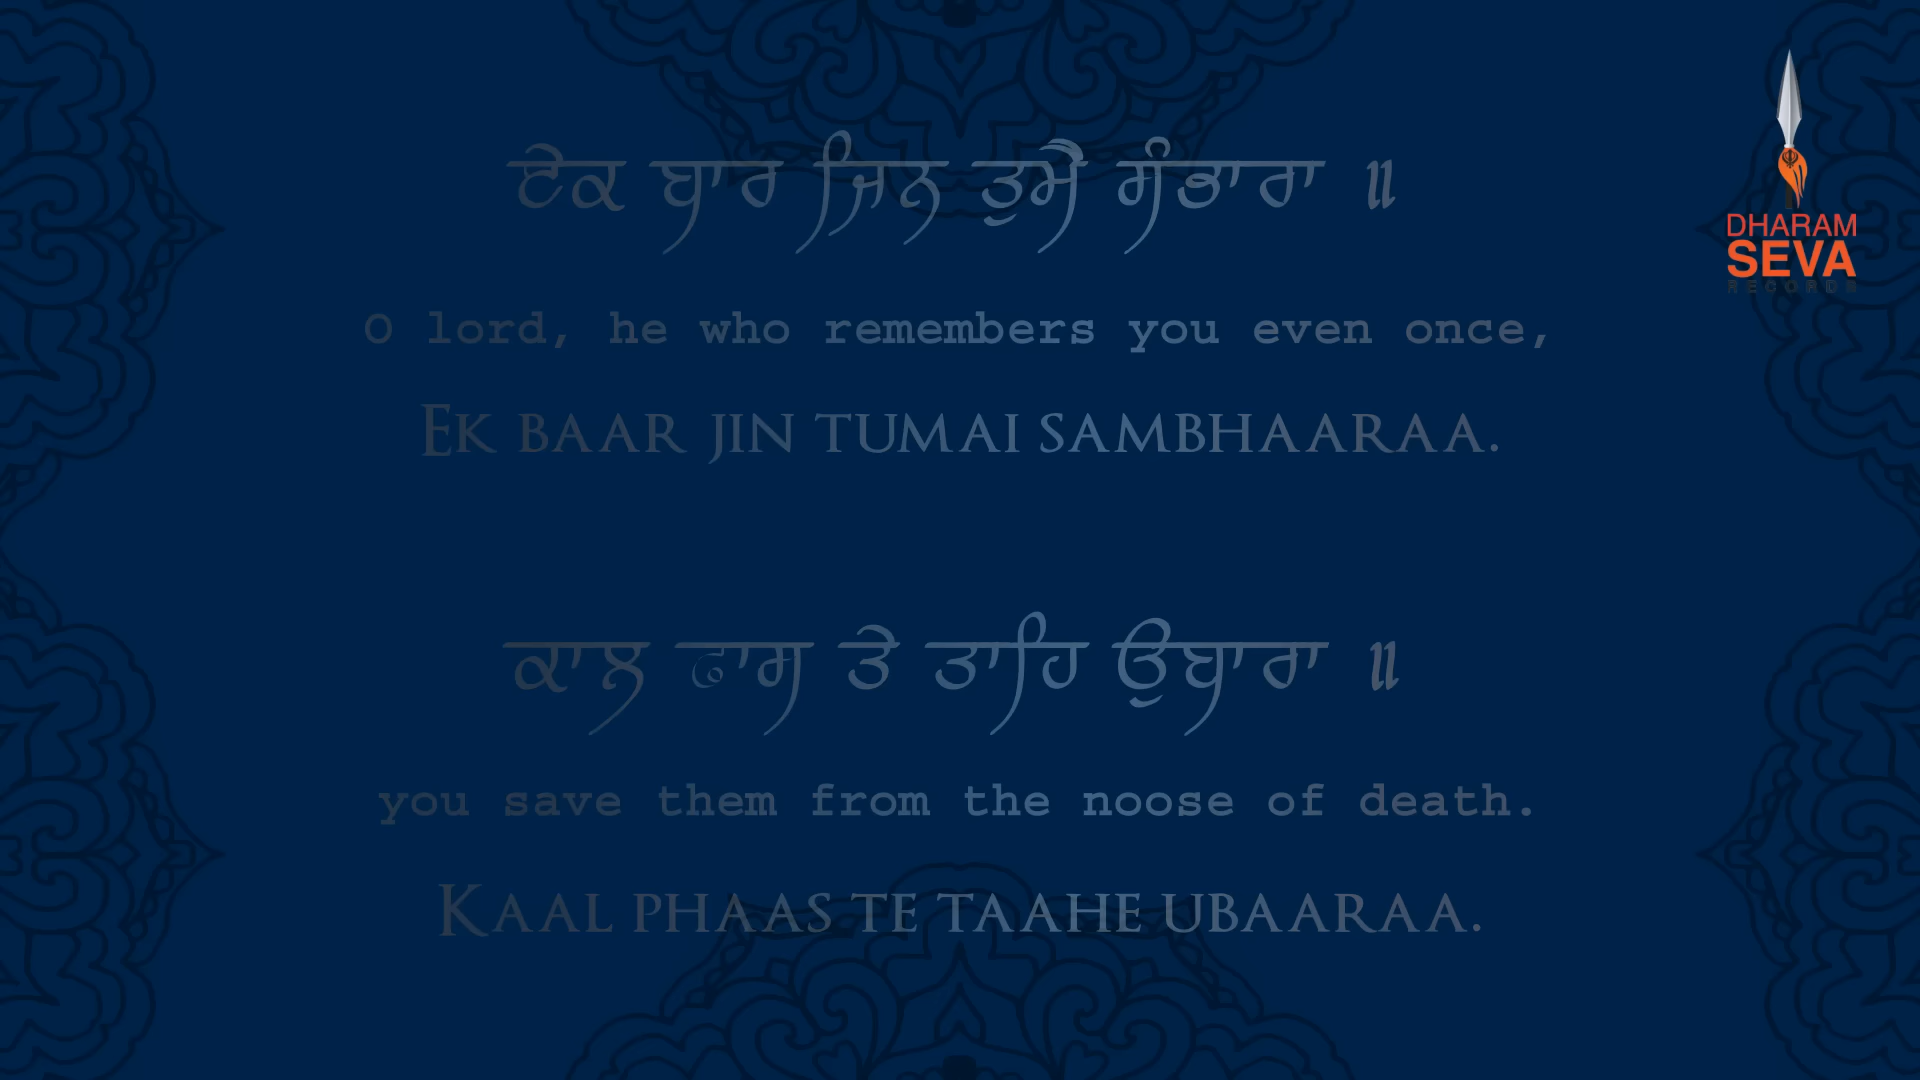 ਏਕ ਬਾਰ ਜਿਨ ਤੁਮੈ ਸੰਭਾਰਾ ॥
O lord, he who remembers you even once,
EK BAAR JIN TUMAI SAMBHAARAA.
ਕਾਲ ਫਾਸ ਤੇ ਤਾਹਿ ਉਬਾਰਾ ॥
you save them from the noose of death.
KAAL PHAAS TE TAAHE UBAARAA.
DHARAM
SEVA
RECORDS